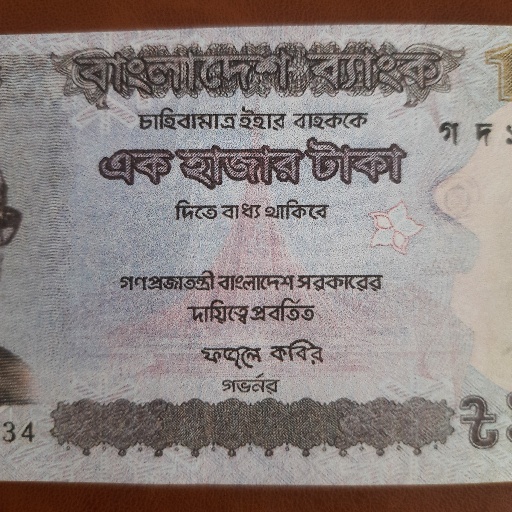 বাংলাদেশ ব্যাংক
চাহিবামাত্র ইহার বাহককে
গ দ
এক হাজার টাকা
দিতে বাধ্য থাকিবে
গণপ্রজাতন্ত্রী বাংলাদেশ সরকারের
দায়িত্বে প্রবর্তিত
ফজলে কবির
গভর্নর
34
৳